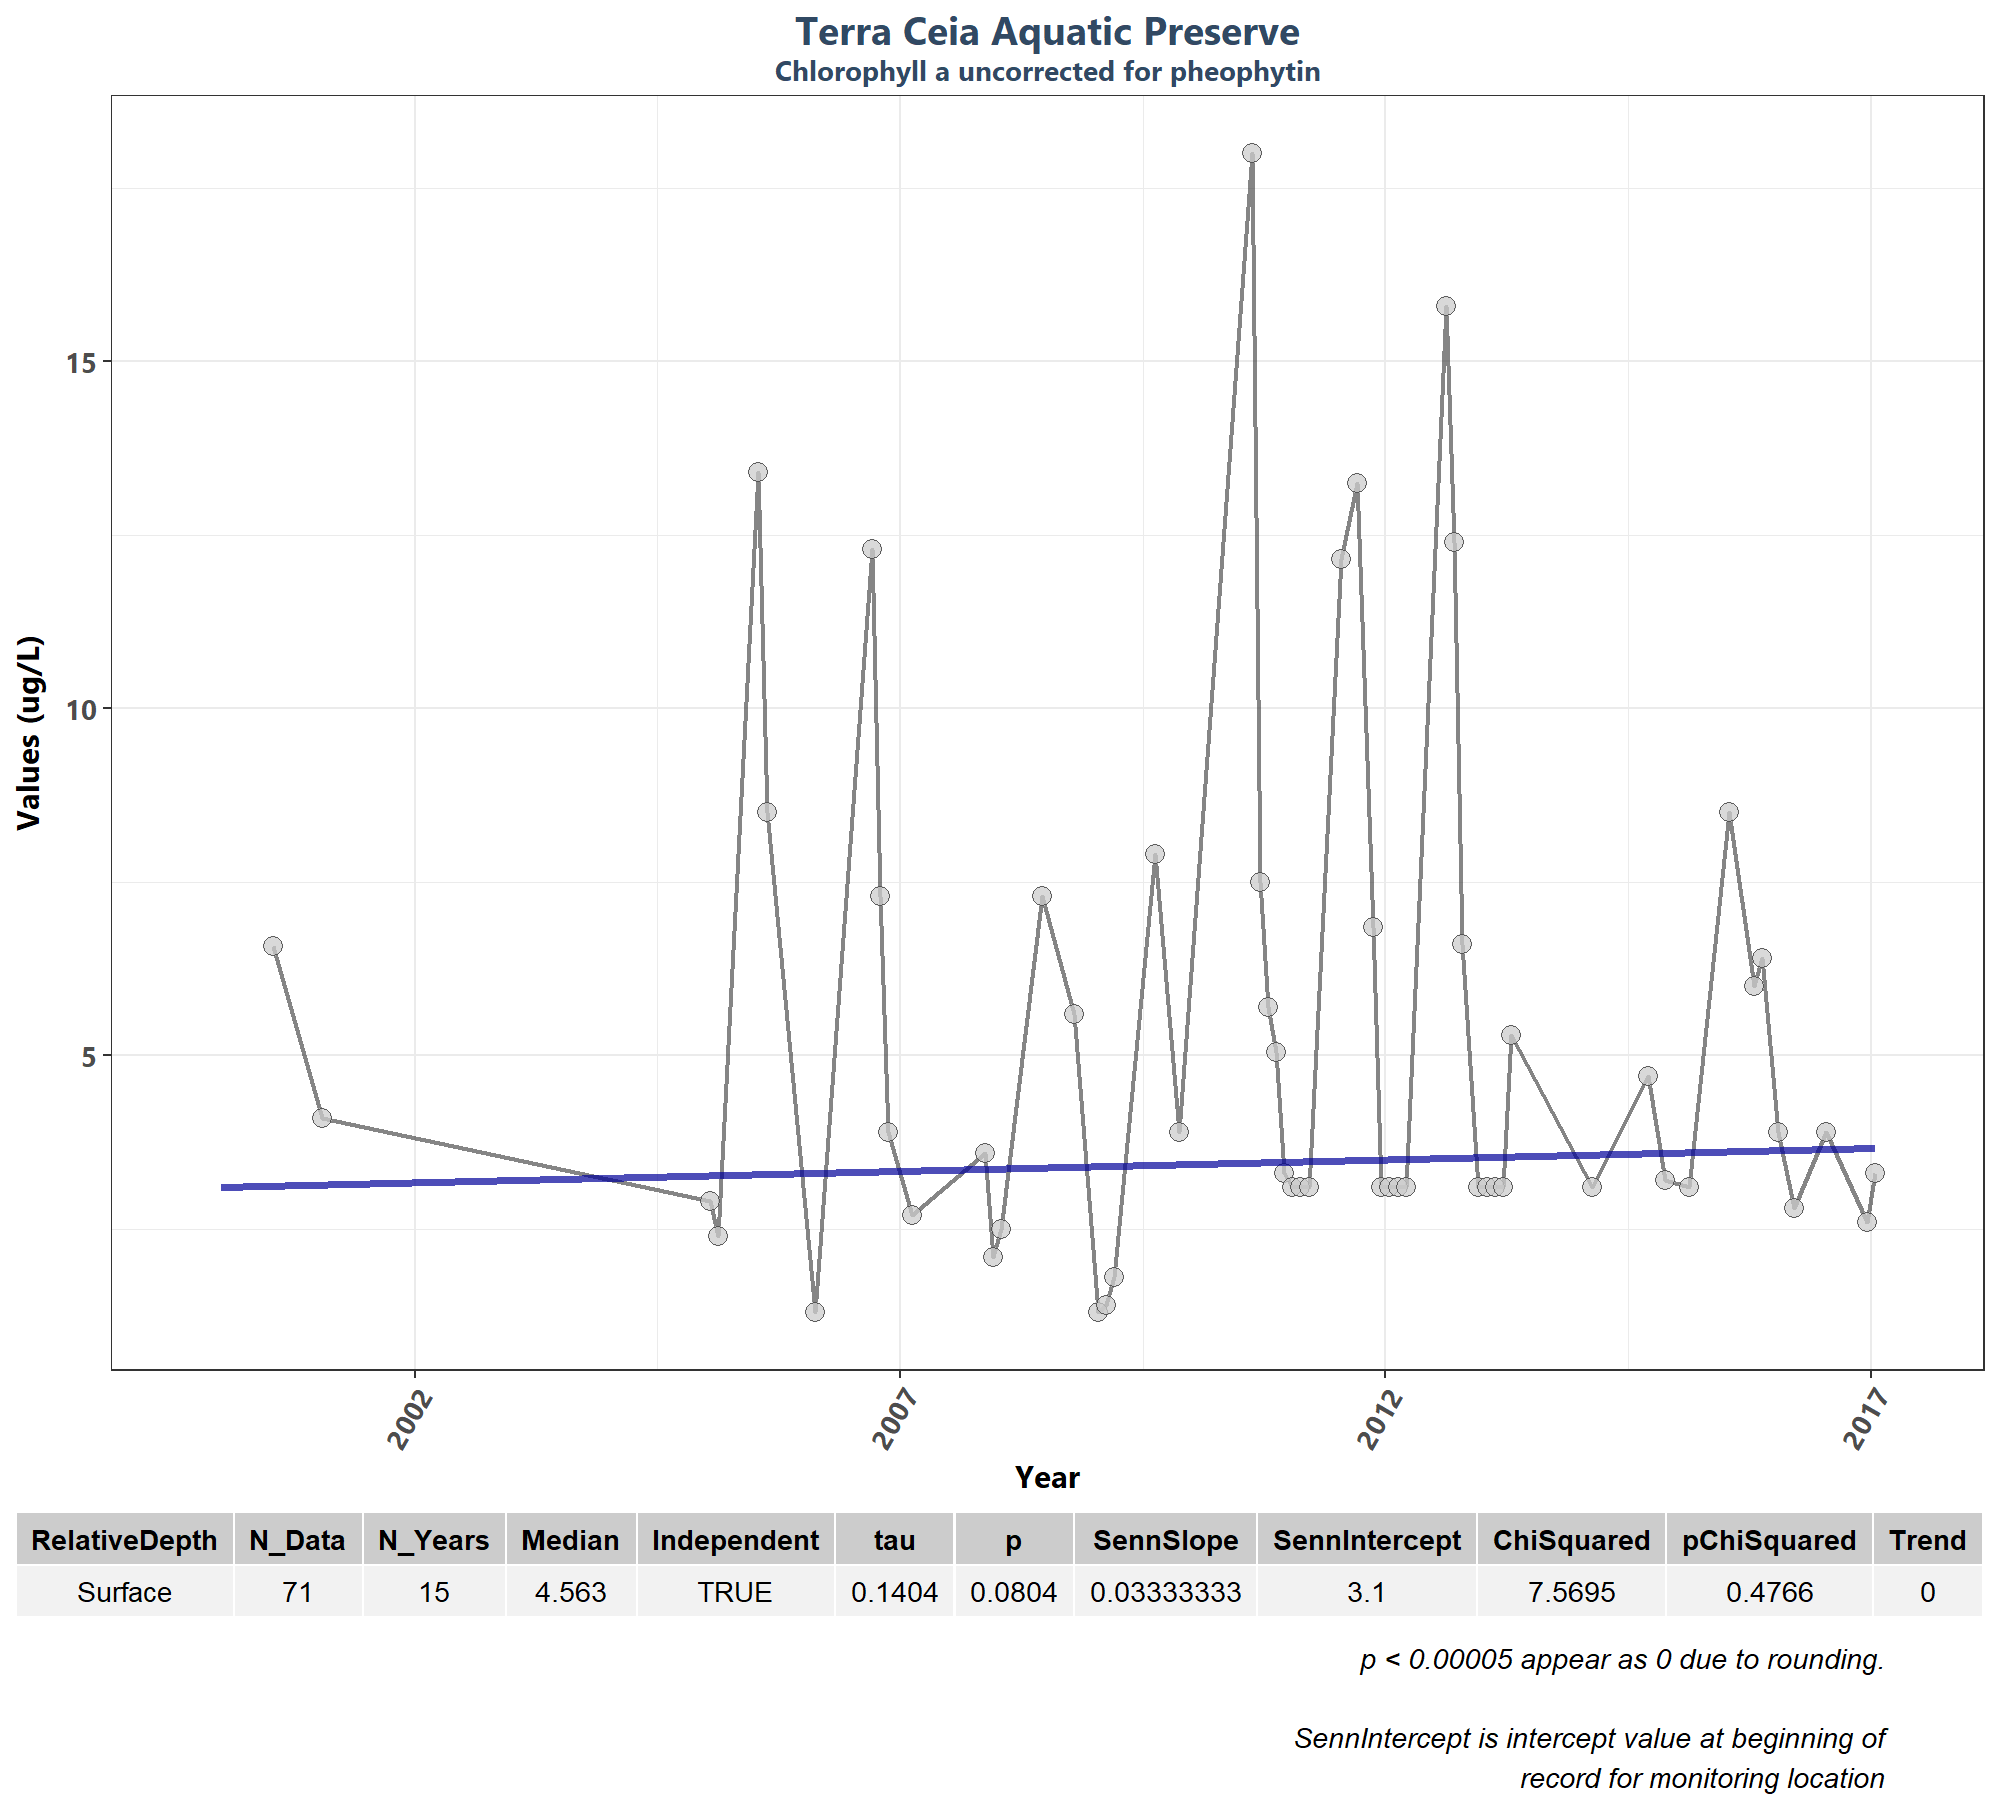 Terra Ceia Aquatic Preserve
Chlorophyll a uncorrected for pheophytin
Values (ug/L)
15
10
5
2002 2007 2012 2017
Year
RelativeDepth N_Data N_Years Median Independent tau p SennSlope SennIntercept ChiSquared pChiSquared Trend
Surface 71 15 4.563 TRUE 0.1404 0.0804 0.03333333 3.1 7.5695 0.4766 0
p < 0.00005 appear as 0 due to rounding.
SennIntercept is intercept value at beginning of
record for monitoring location